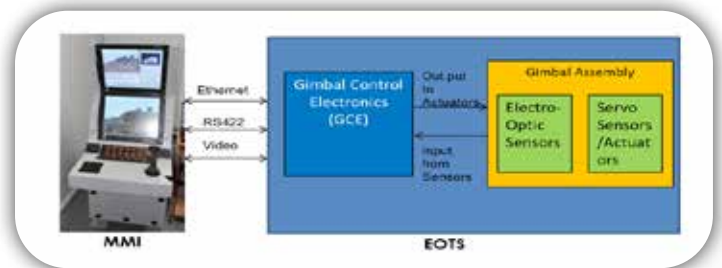 Ethernet
RS422
Video
MMI
Gimbal Control
Electronics
(GCE)
Out put
to
Actuators
Input
from
Sensors
Gimbal Assembly
Electro-
Optic
Sensors
Servo
Sensors
/Actuat
ors
EOTS